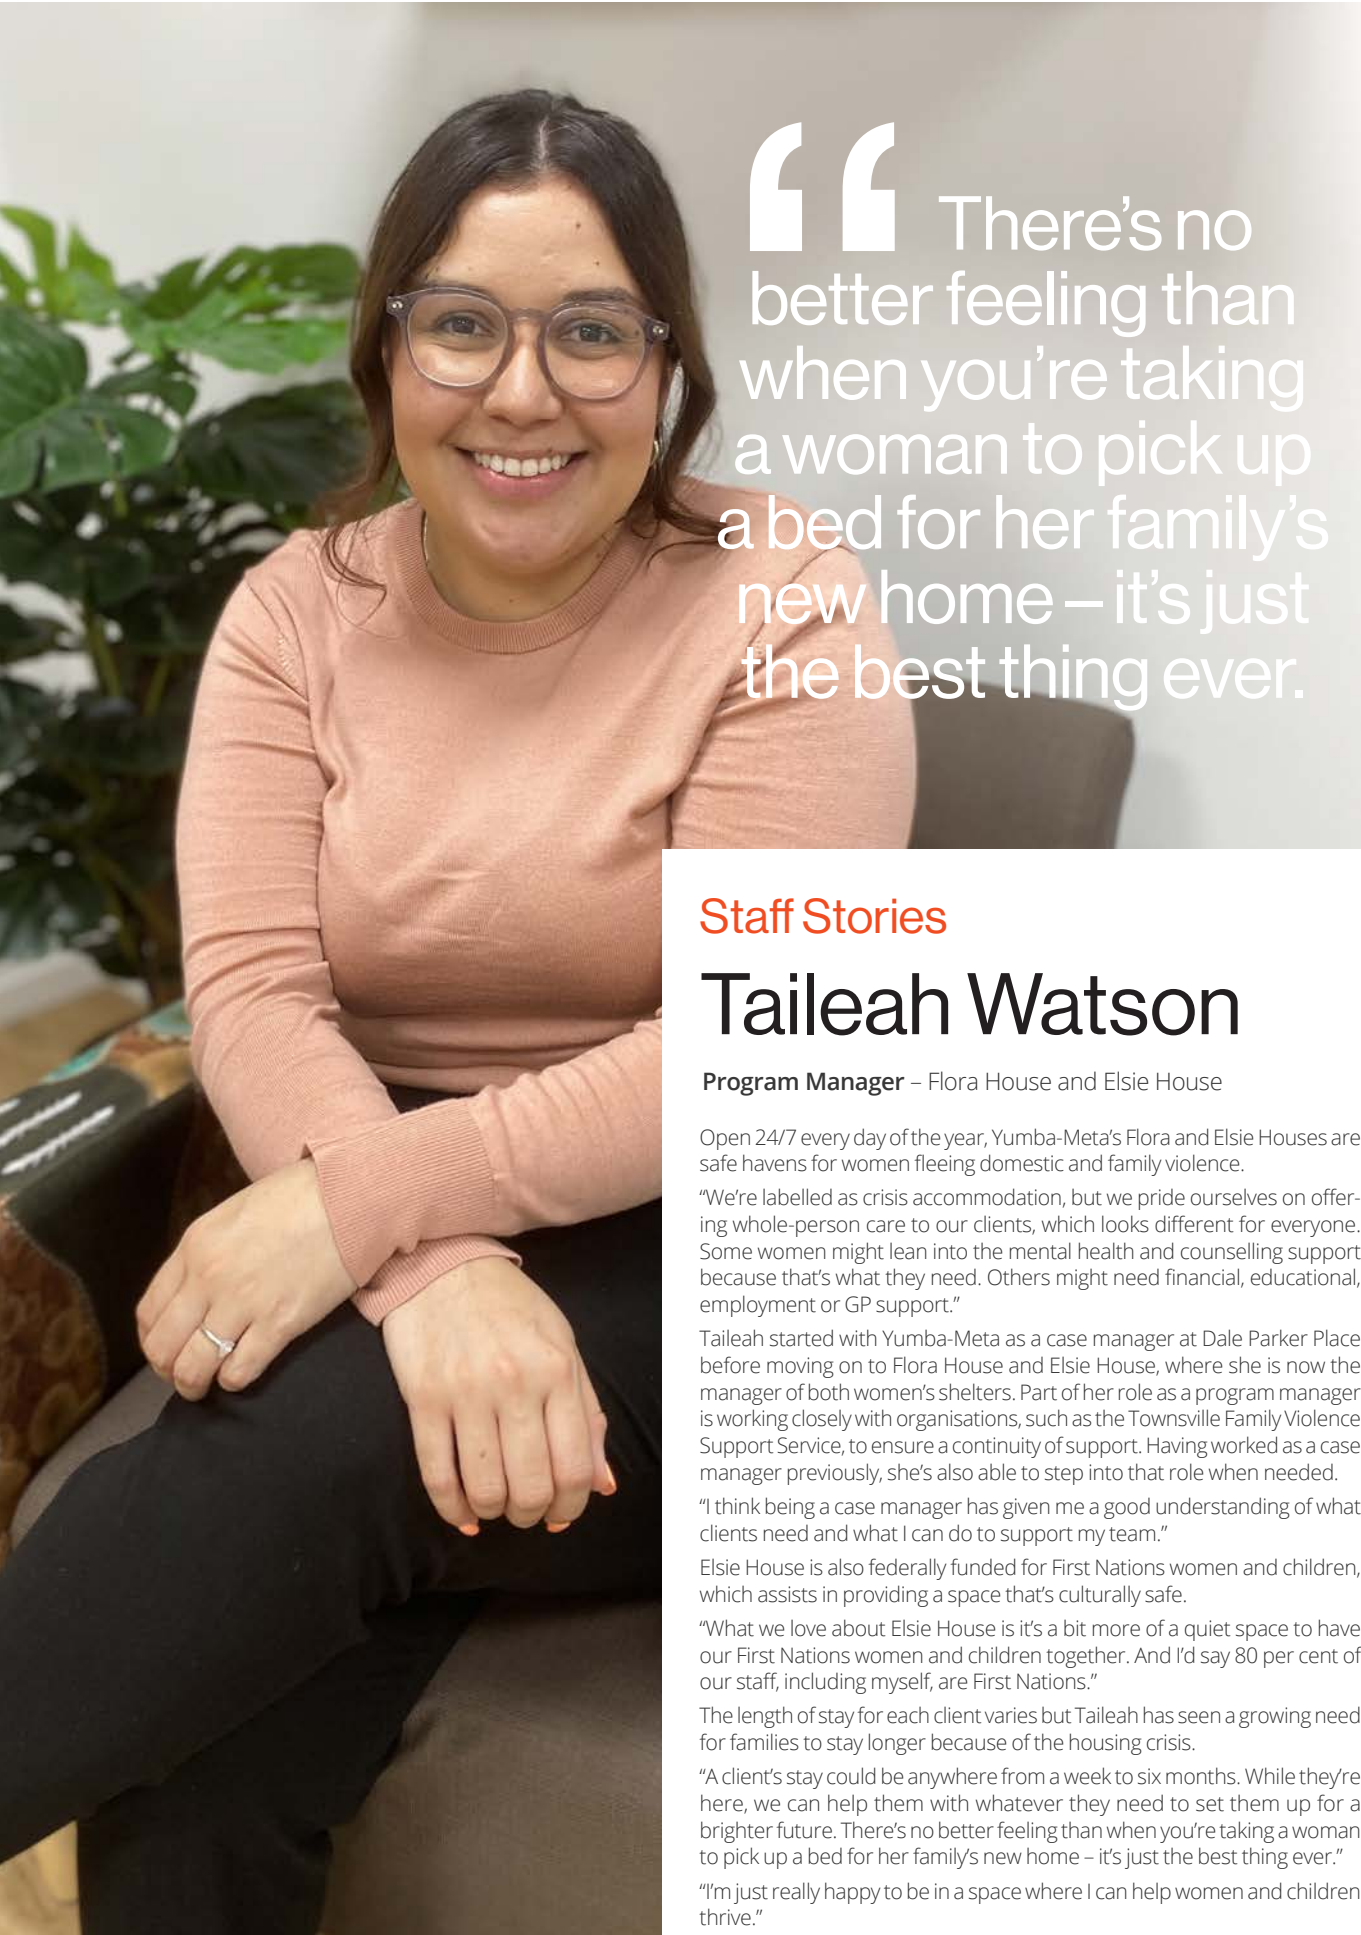 “ There’s no
better feeling than
when you’re taking
a woman to pick up
a bed for her family’s
new home – it’s just
the best thing ever.
Staff Stories
Taileah Watson
Program Manager – Flora House and Elsie House
Open 24/7 every day of the year, Yumba-Meta’s Flora and Elsie Houses are
safe havens for women fleeing domestic and family violence.
“We’re labelled as crisis accommodation, but we pride ourselves on offer-
ing whole-person care to our clients, which looks different for everyone.
Some women might lean into the mental health and counselling support
because that’s what they need. Others might need financial, educational,
employment or GP support.”
Taileah started with Yumba-Meta as a case manager at Dale Parker Place
before moving on to Flora House and Elsie House, where she is now the
manager of both women’s shelters. Part of her role as a program manager
is working closely with organisations, such as the Townsville Family Violence
Support Service, to ensure a continuity of support. Having worked as a case
manager previously, she’s also able to step into that role when needed.
“I think being a case manager has given me a good understanding of what
clients need and what I can do to support my team.”
Elsie House is also federally funded for First Nations women and children,
which assists in providing a space that’s culturally safe.
“What we love about Elsie House is it’s a bit more of a quiet space to have
our First Nations women and children together. And I’d say 80 per cent of
our staff, including myself, are First Nations.”
The length of stay for each client varies but Taileah has seen a growing need
for families to stay longer because of the housing crisis.
“A client’s stay could be anywhere from a week to six months. While they’re
here, we can help them with whatever they need to set them up for a
brighter future. There’s no better feeling than when you’re taking a woman
to pick up a bed for her family’s new home – it’s just the best thing ever.”
“I’m just really happy to be in a space where I can help women and children
thrive.”